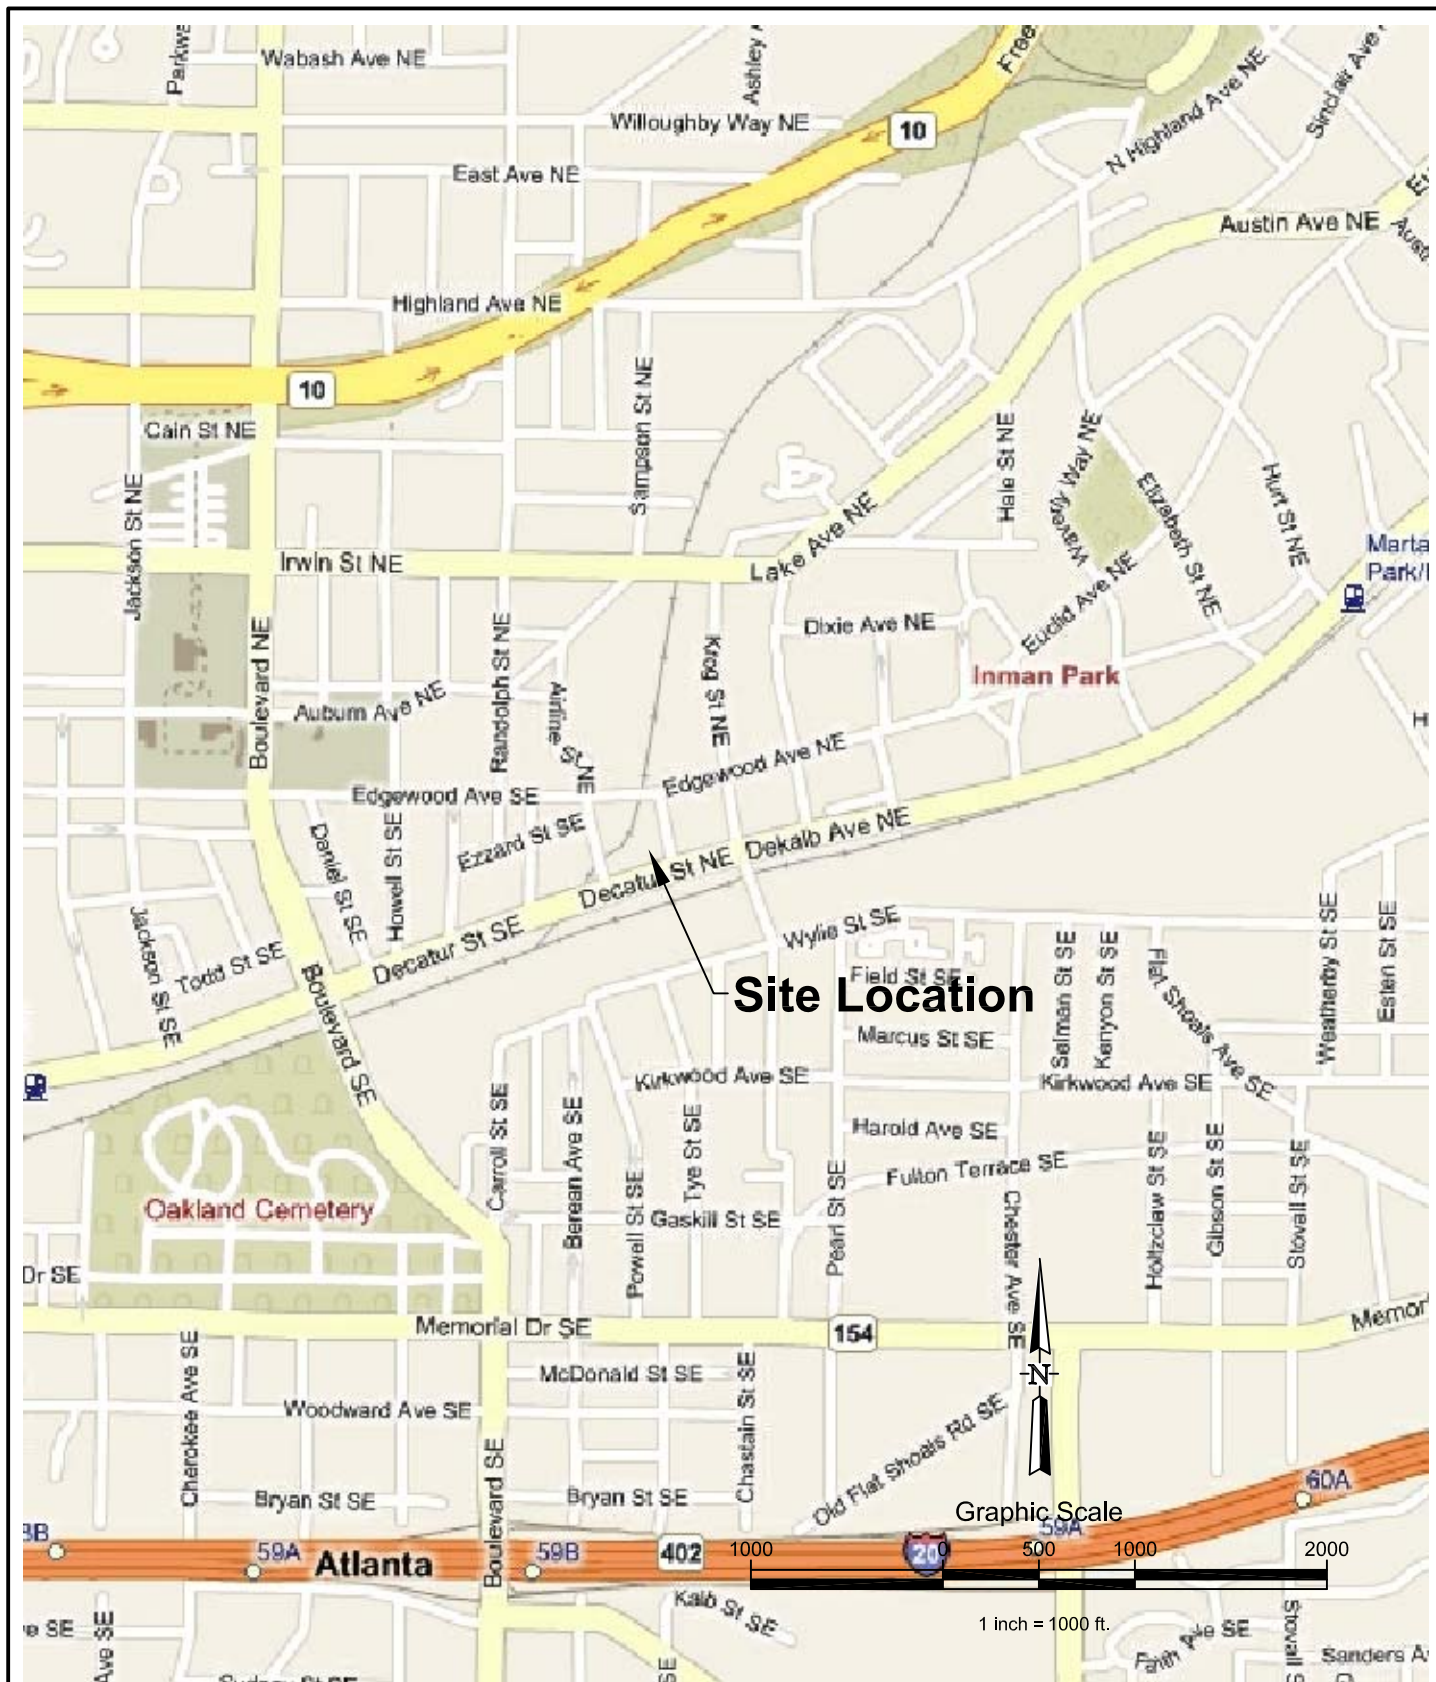 Wabash Ave NE
Willoughby Way NE
10
East Ave NE
N Highland Ave NE
Austin Ave NE
Highland Ave NE
10
Cain St NE
Sampson St NE
Jackson St NE
Hale St NE
Waverly Way NE
Elizabeth St NE
Hurt St NE
Irwin St NE
Lake Ave NE
Euclid Ave NE
Dixie Ave NE
Inman Park
Boulevard NE
Randolph St NE
Airline St NE
Krog St NE
Auburn Ave NE
Edgewood Ave NE
Edgewood Ave SE
Ezzard St SE
Daniel St SE
Howell St SE
Decatur St NE
Dekalb Ave NE
Decatur St SE
Jackson St SE
Todd St SE
Boulevard SE
Wylie St SE
Field St SE
Site Location
Salman St SE
Kenyon St SE
Flat Shoals Ave SE
Weatherby St SE
Esten St SE
Marcus St SE
Kirkwood Ave SE
Kirkwood Ave SE
Carroll St SE
Berean Ave SE
Powell St SE
Tye St SE
Harold Ave SE
Fulton Terrace SE
Gaskill St SE
Pearl St SE
Chester Ave SE
Holtzclaw St SE
Gibson St SE
Stovall St SE
Oakland Cemetery
Dr SE
Memorial Dr SE
154
N
McDonald St SE
Cherokee Ave SE
Woodward Ave SE
Chastain St SE
Old Flat Shoals Rd SE
Boulevard SE
Bryan St SE
Bryan St SE
60A
Graphic Scale
59A
59A
Atlanta
59B
402
20
1000 0 500 1000 2000
1 inch = 1000 ft.
Kalb St SE
Faith Ave SE
Ave SE